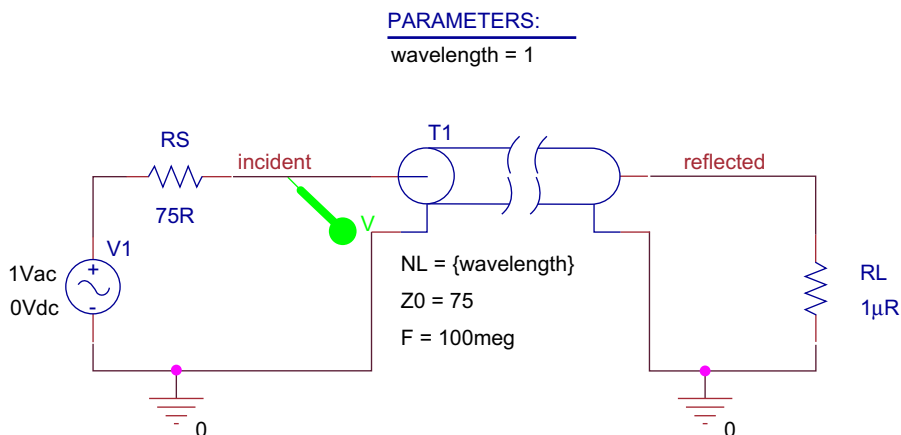 PARAMETERS:
wavelength = 1
T1
RS
incident
reflected
75R
V
V1
1Vac
0Vdc
+
-
NL = {wavelength}
Z0 = 75
F = 100meg
RL
1µR
0
0